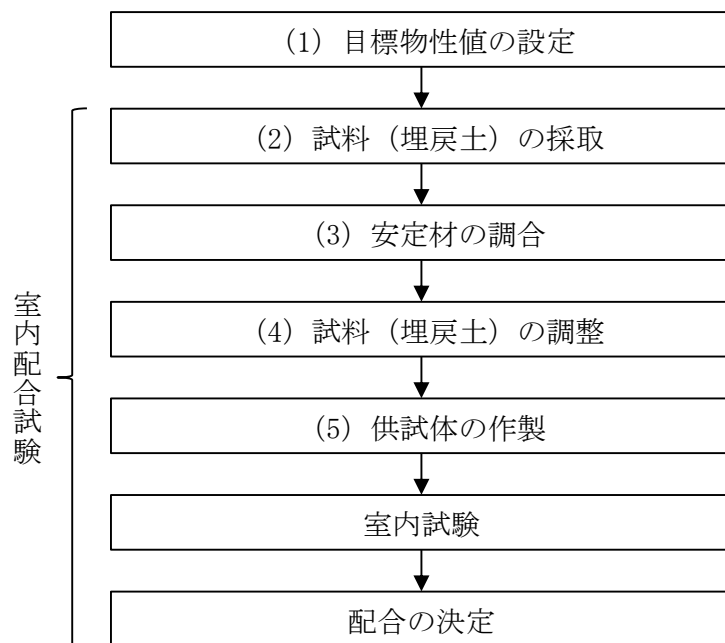 (1) 目標物性値の設定
(2) 試料（埋戻土）の採取
(3) 安定材の調合
(4) 試料（埋戻土）の調整
(5) 供試体の作製
室内試験
配合の決定
室内配合試験